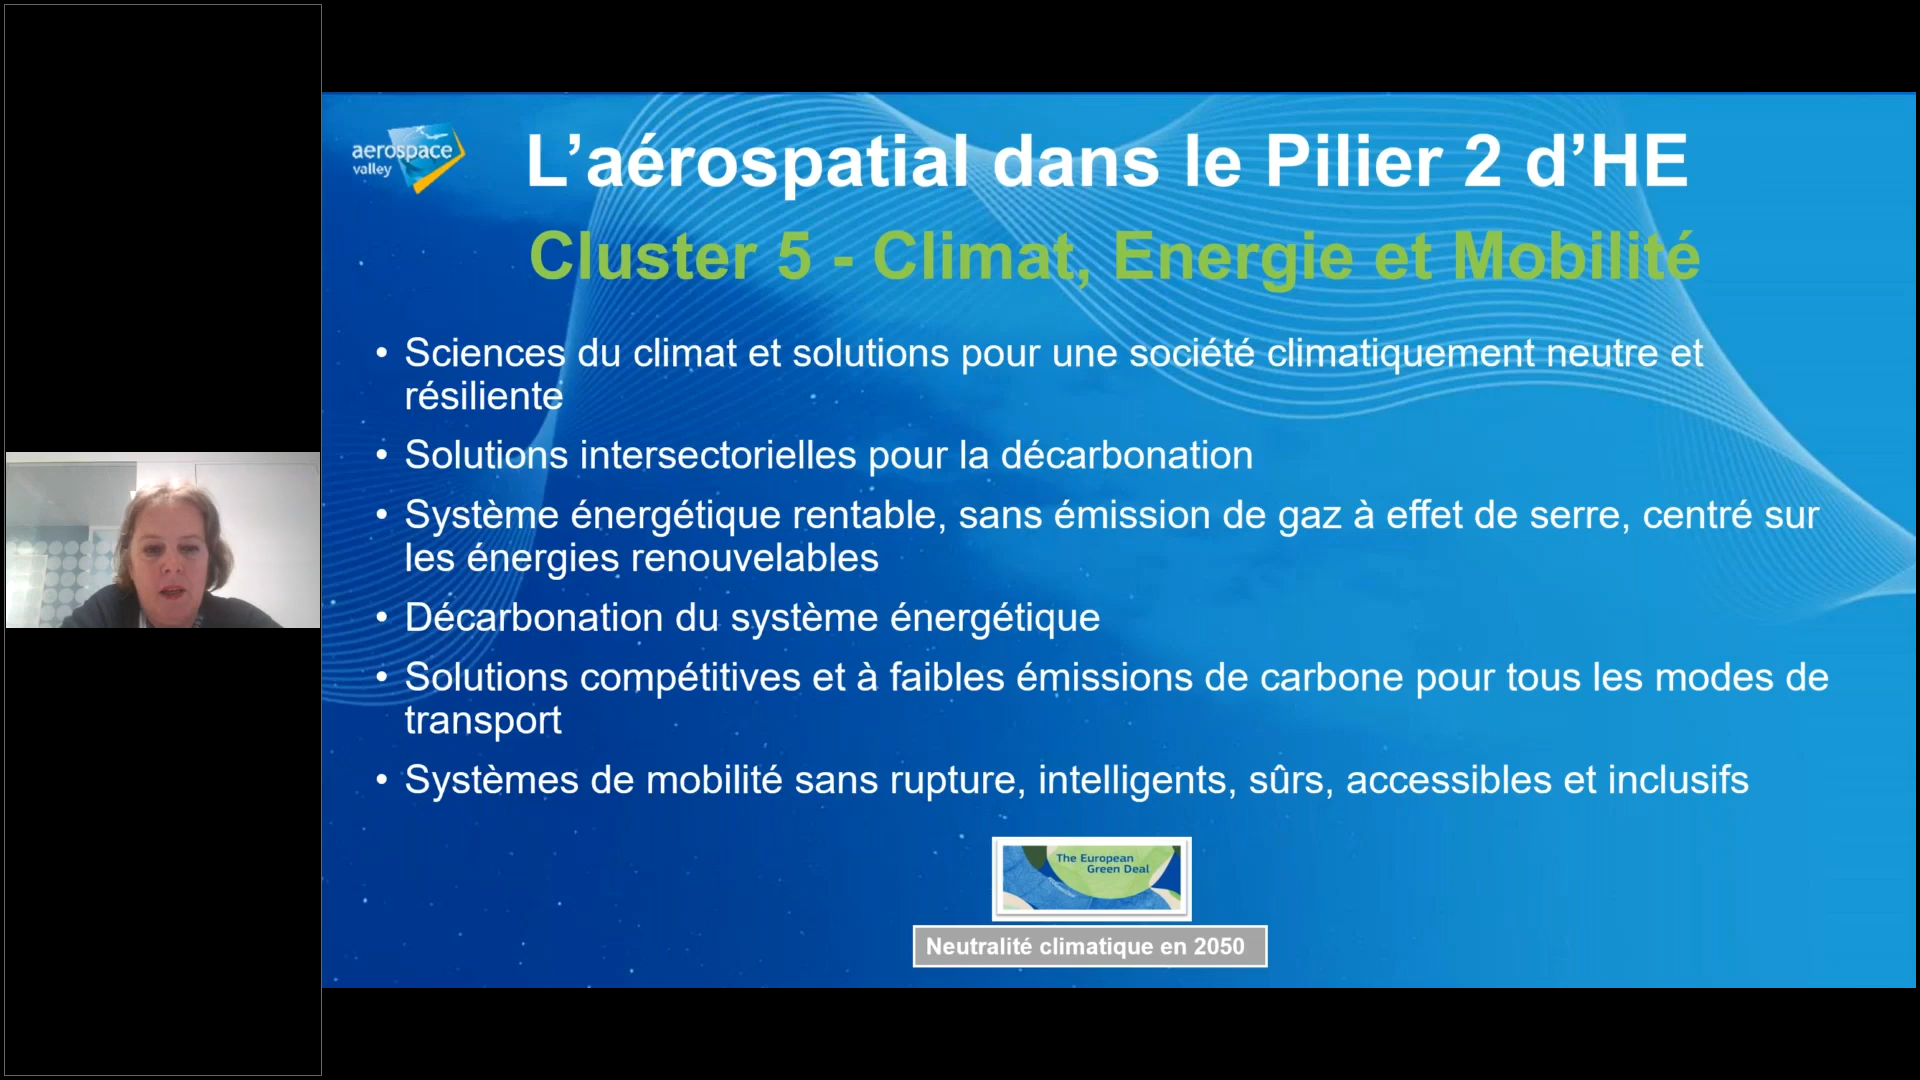 aerospace
valley
L’aérospatial dans le Pilier 2 d’HE
Cluster 5 - Climat, Energie et Mobilité
• Sciences du climat et solutions pour une société climatiquement neutre et
résiliente
• Solutions intersectorielles pour la décarbonation
• Système énergétique rentable, sans émission de gaz à effet de serre, centré sur
les énergies renouvelables
• Décarbonation du système énergétique
• Solutions compétitives et à faibles émissions de carbone pour tous les modes de
transport
• Systèmes de mobilité sans rupture, intelligents, sûrs, accessibles et inclusifs
The European
Green Deal
Neutralité climatique en 2050